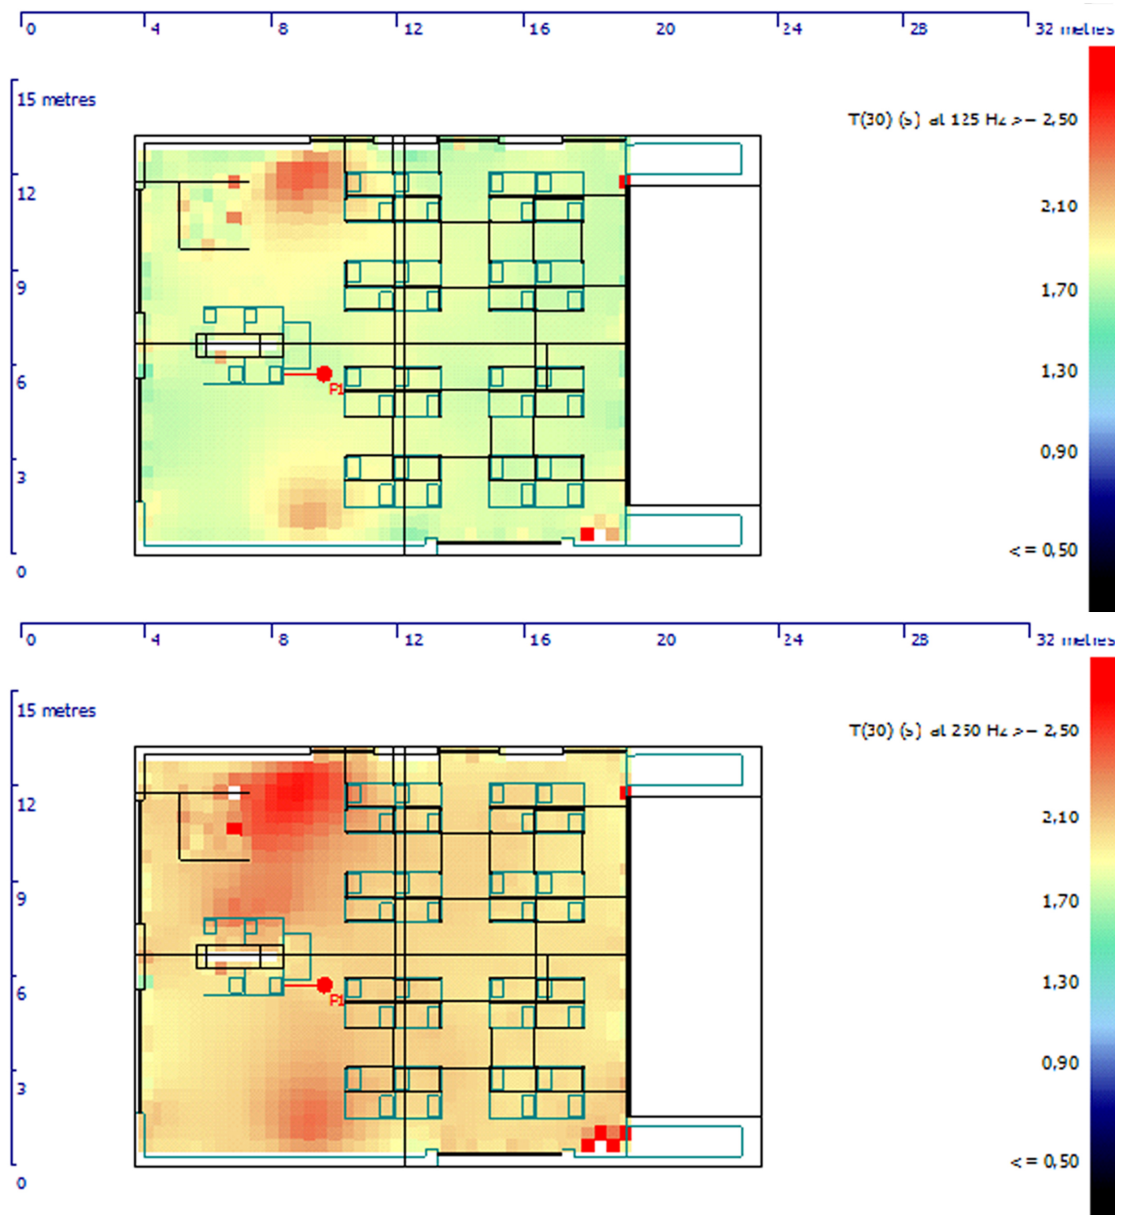 0 4 8 12 16 20 24 28 32 metres
15 metres
T(30) (s) at 125 Hz >= 2,50
12
2,10
9
1,70
6
P1
1,30
3
0,90
0
<= 0,50
0 4 8 12 16 20 24 28 32 metres
15 metres
T(30) (s) at 250 Hz >= 2,50
12
2,10
9
1,70
6
P1
1,30
3
0,90
0
<= 0,50